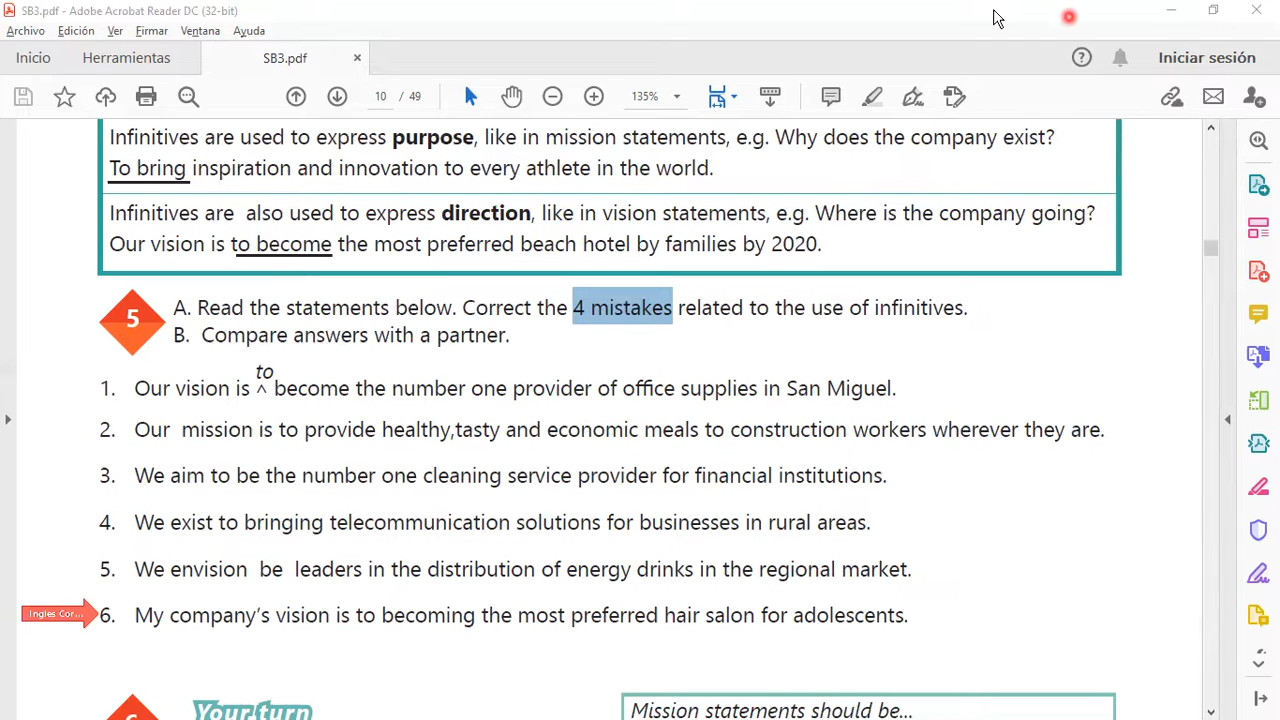 SB3.pdf - Adobe Acrobat Reader DC (32-bit)
Archivo Edición Ver Firmar Ventana Ayuda
Inicio Herramientas SB3.pdf × Iniciar sesión
10 / 49 135%
Infinitives are used to express purpose, like in mission statements, e.g. Why does the company exist?
To bring inspiration and innovation to every athlete in the world.
Infinitives are also used to express direction, like in vision statements, e.g. Where is the company going?
Our vision is to become the most preferred beach hotel by families by 2020.
5 A. Read the statements below. Correct the 4 mistakes related to the use of infinitives.
B. Compare answers with a partner.
to
1. Our vision is ^ become the number one provider of office supplies in San Miguel.
2. Our mission is to provide healthy,tasty and economic meals to construction workers wherever they are.
3. We aim to be the number one cleaning service provider for financial institutions.
4. We exist to bringing telecommunication solutions for businesses in rural areas.
5. We envision be leaders in the distribution of energy drinks in the regional market.
Ingles Cor... 6. My company's vision is to becoming the most preferred hair salon for adolescents.
6 Your turn Mission statements should be...